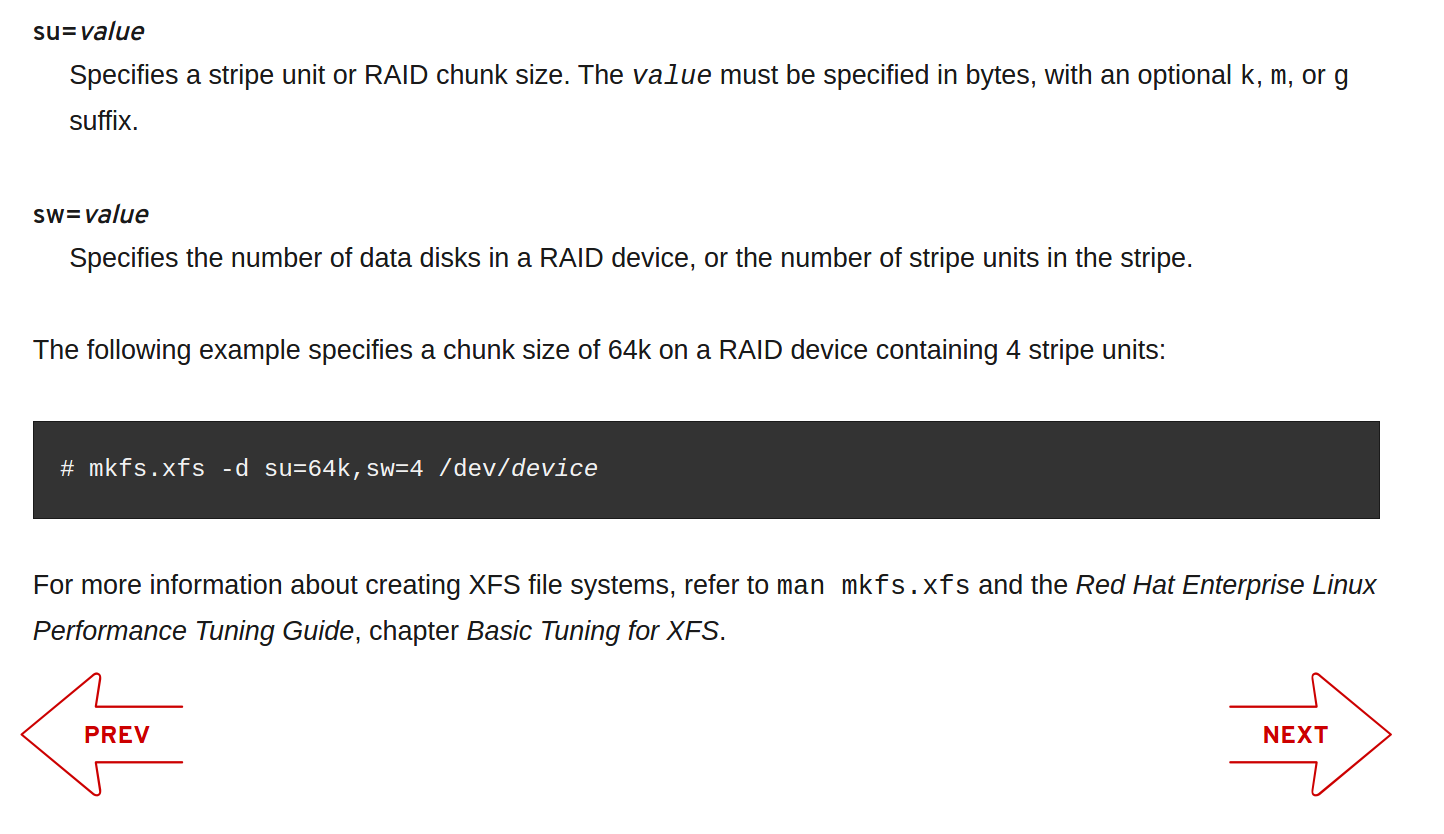 su=value
Specifies a stripe unit or RAID chunk size. The value must be specified in bytes, with an optional k, m, or g
suffix.
sw=value
Specifies the number of data disks in a RAID device, or the number of stripe units in the stripe.
The following example specifies a chunk size of 64k on a RAID device containing 4 stripe units:
# mkfs.xfs -d su=64k,sw=4 /dev/device
For more information about creating XFS file systems, refer to man mkfs.xfs and the Red Hat Enterprise Linux
Performance Tuning Guide, chapter Basic Tuning for XFS.
PREV
NEXT